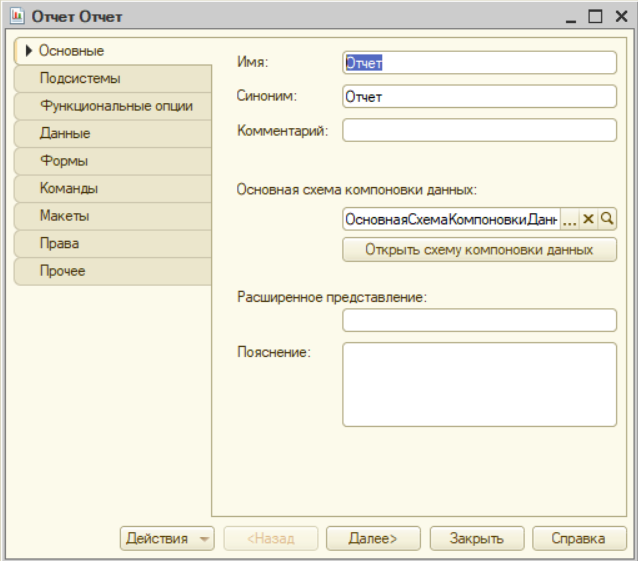 Отчет Отчет
Основные
Подсистемы
Функциональные опции
Данные
Формы
Команды
Макеты
Права
Прочее
Имя: Отчет
Синоним: Отчет
Комментарий:
Основная схема компоновки данных:
ОсновнаяСхемаКомпоновкиДанн ...
Открыть схему компоновки данных
Расширенное представление:
Пояснение:
Действия <Назад Далее> Закрыть Справка